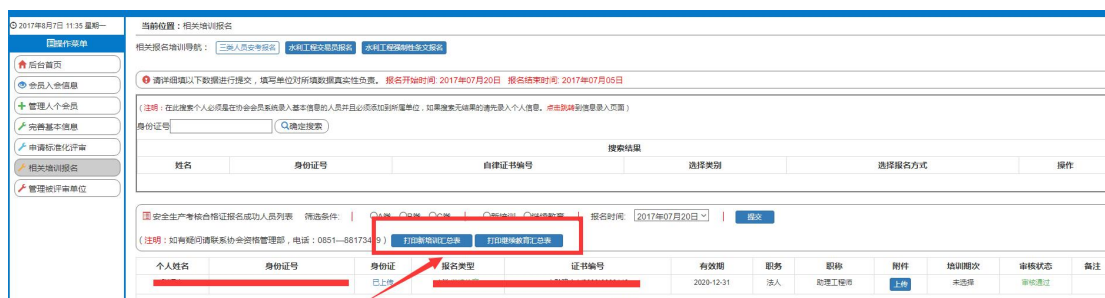 2017年8月7日 11:35 星期一
操作菜单
后台首页
会员入会信息
管理人个会员
完善基本信息
申请标准化评审
相关培训报名
管理被评审单位
当前位置：相关培训报名
相关报名培训导航： 三类人员安考报名 水利工程交易员报名 水利工程强制性条文报名
请详细填以下数据进行提交，填写单位对所填数据真实性负责。 报名开始时间: 2017年07月20日 报名结束时间: 2017年07月05日
（注明：在此搜索个人必须是在协会会员系统录入基本信息的人员并且必须添加到所属单位，如果搜索无结果的请先录入个人信息。点击跳转到信息录入页面）
身份证号 确定搜索
搜索结果
姓名 身份证号 自律证书编号 选择类别 选择报名方式 操作
安全生产考核合格证报名成功人员列表 筛选条件: | A类 B类 C类 | 新培训 继续教育 | 报名时间: 2017年07月20日 | 提交
（注明：如有疑问请联系协会资格管理部，电话：0851—88173 9） 打印新培训汇总表 打印继续教育汇总表
个人姓名 身份证号 身份证 报名类型 证书编号 有效期 职务 职称 附件 培训期次 审核状态 备注
已上传 2020-12-31 法人 助理工程师 上传 未选择 审核通过